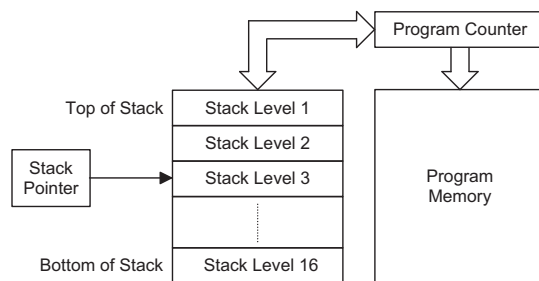 Program Counter
Top of Stack
Stack Level 1
Stack Level 2
Stack
Pointer
Stack Level 3
Program
Memory
Bottom of Stack
Stack Level 16